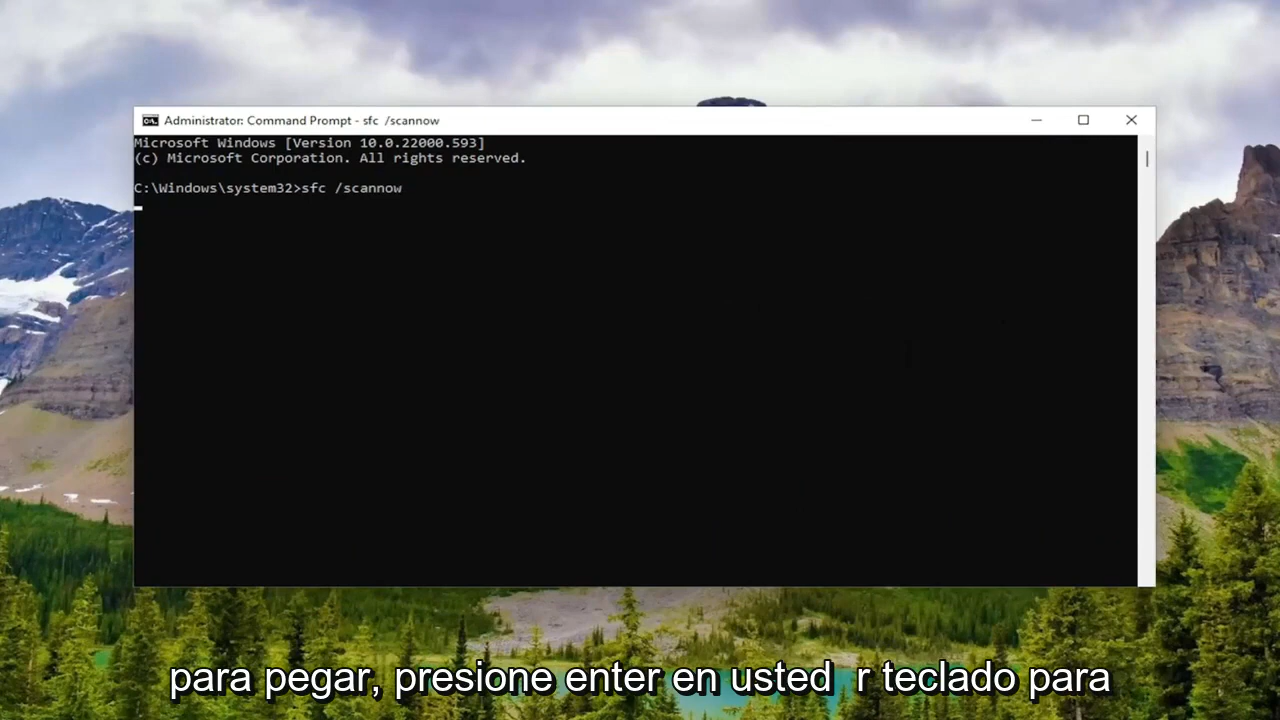 Administrator: Command Prompt - sfc /scannow
Microsoft Windows [Version 10.0.22000.593]
(c) Microsoft Corporation. All rights reserved.
C:\Windows\system32>sfc /scannow
para pegar, presione enter en usted r teclado para